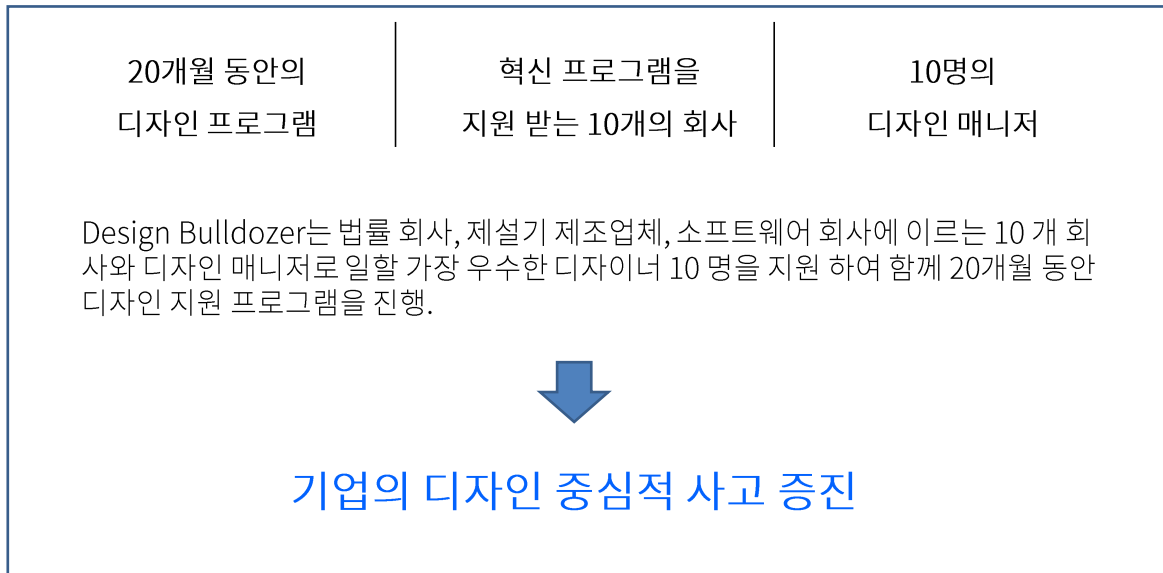 20개월 동안의
디자인 프로그램
혁신 프로그램을
지원 받는 10개의 회사
10명의
디자인 매니저
Design Bulldozer는 법률 회사, 제설기 제조업체, 소프트웨어 회사에 이르는 10 개 회
사와 디자인 매니저로 일할 가장 우수한 디자이너 10 명을 지원 하여 함께 20개월 동안
디자인 지원 프로그램을 진행.
기업의 디자인 중심적 사고 증진